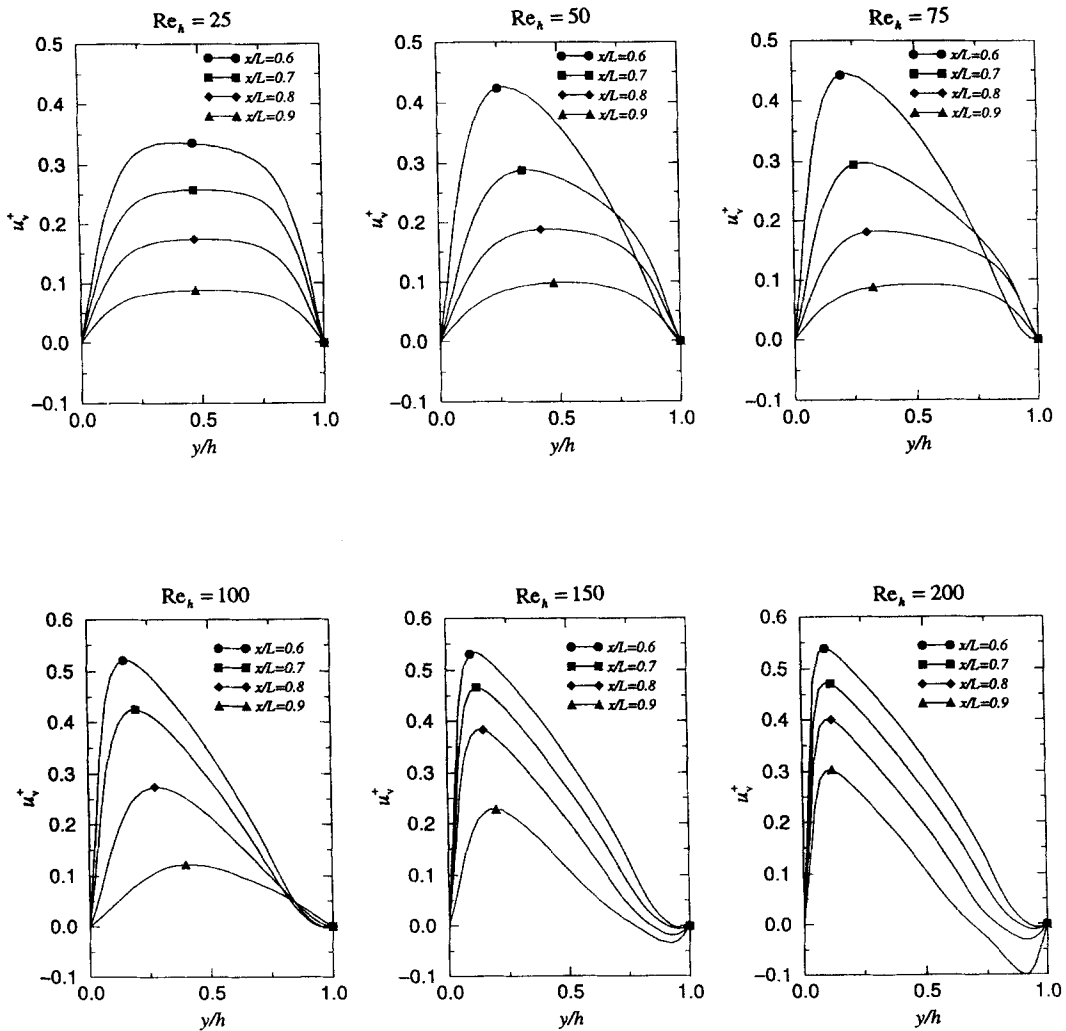 Re_h = 25
0.5
0.4
0.3
0.2
0.1
0.0
−0.1
u_v^+
x/L=0.6
x/L=0.7
x/L=0.8
x/L=0.9
0.0 0.5 1.0
y/h
Re_h = 50
0.5
0.4
0.3
0.2
0.1
0.0
−0.1
u_v^+
x/L=0.6
x/L=0.7
x/L=0.8
x/L=0.9
0.0 0.5 1.0
y/h
Re_h = 75
0.5
0.4
0.3
0.2
0.1
0.0
−0.1
u_v^+
x/L=0.6
x/L=0.7
x/L=0.8
x/L=0.9
0.0 0.5 1.0
y/h
Re_h = 100
0.6
0.5
0.4
0.3
0.2
0.1
0.0
−0.1
u_v^+
x/L=0.6
x/L=0.7
x/L=0.8
x/L=0.9
0.0 0.5 1.0
y/h
Re_h = 150
0.6
0.5
0.4
0.3
0.2
0.1
0.0
−0.1
u_v^+
x/L=0.6
x/L=0.7
x/L=0.8
x/L=0.9
0.0 0.5 1.0
y/h
Re_h = 200
0.6
0.5
0.4
0.3
0.2
0.1
0.0
−0.1
u_v^+
x/L=0.6
x/L=0.7
x/L=0.8
x/L=0.9
0.0 0.5 1.0
y/h